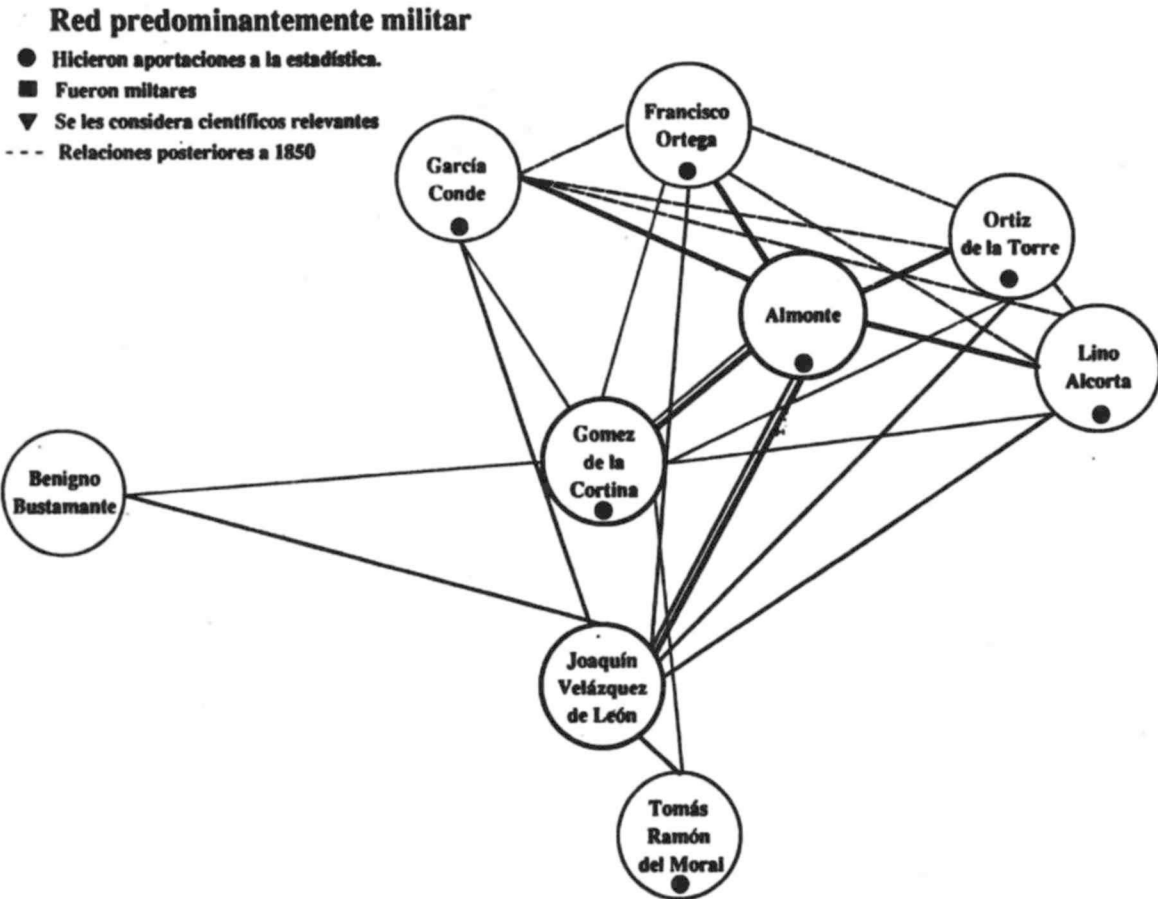 Red predominantemente militar
Hicieron aportaciones a la estadística.
Fueron miltares
Se les considera científicos relevantes
--- Relaciones posteriores a 1850
Francisco
Ortega
García
Conde
Ortiz
de la Torre
Almonte
Lino
Alcorta
Gomez
de la
Cortina
Benigno
Bustamante
Joaquín
Velázquez
de León
Tomás
Ramón
del Moral